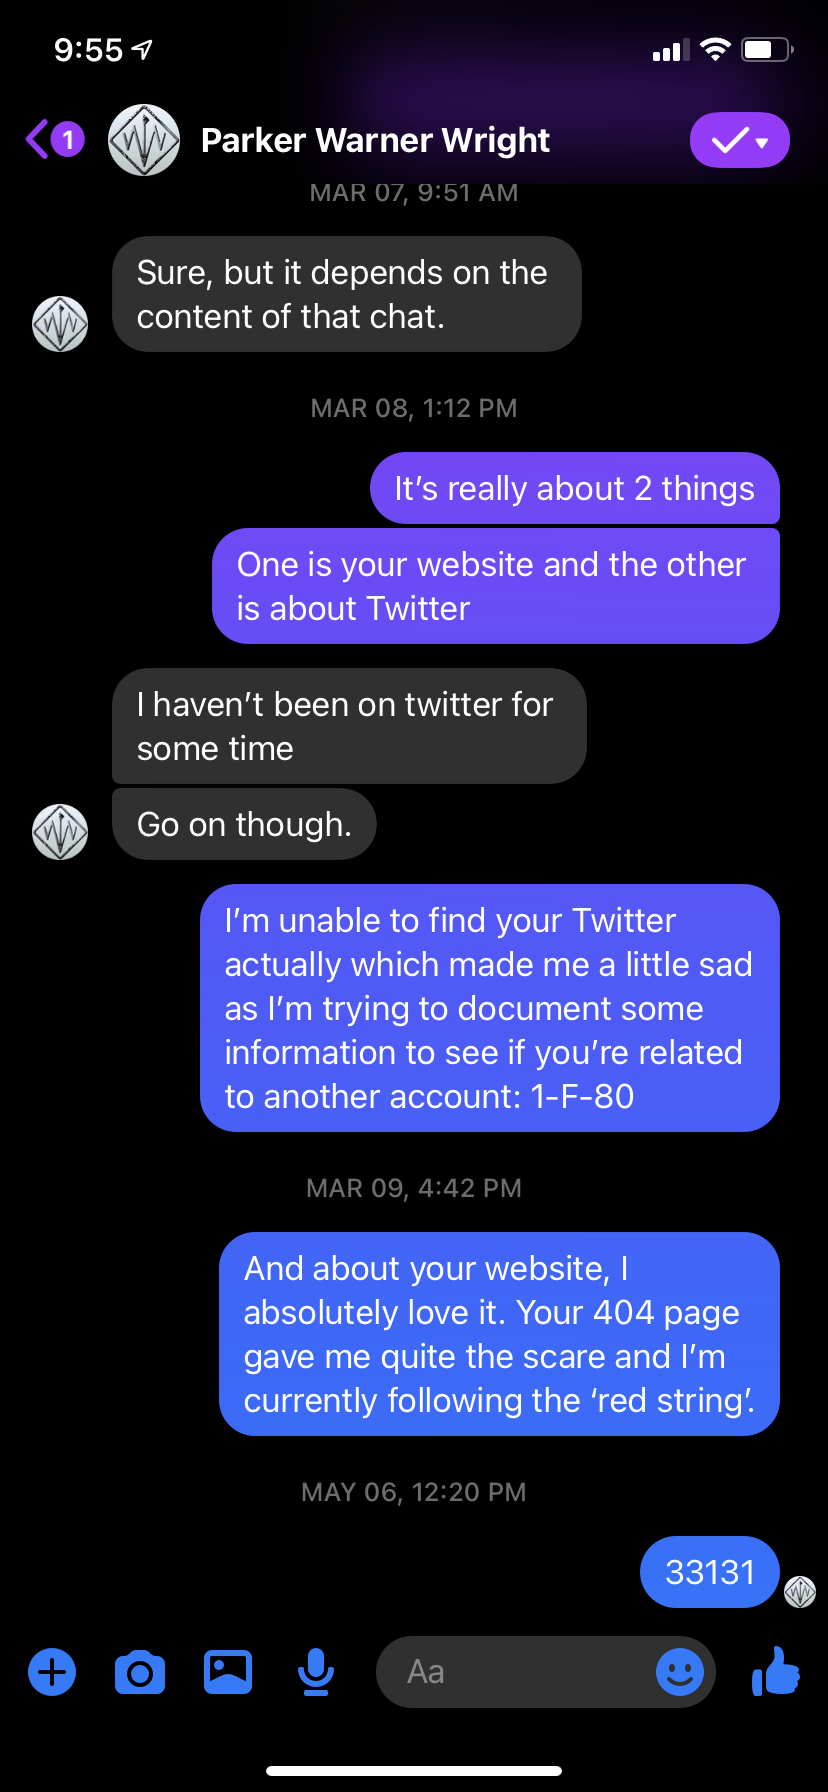 9:55
1
Parker Warner Wright
MAR 07, 9:51 AM
Sure, but it depends on the
content of that chat.
MAR 08, 1:12 PM
It's really about 2 things
One is your website and the other
is about Twitter
I haven't been on twitter for
some time
Go on though.
I'm unable to find your Twitter
actually which made me a little sad
as I'm trying to document some
information to see if you're related
to another account: 1-F-80
MAR 09, 4:42 PM
And about your website, I
absolutely love it. Your 404 page
gave me quite the scare and I'm
currently following the 'red string'.
MAY 06, 12:20 PM
33131
Aa